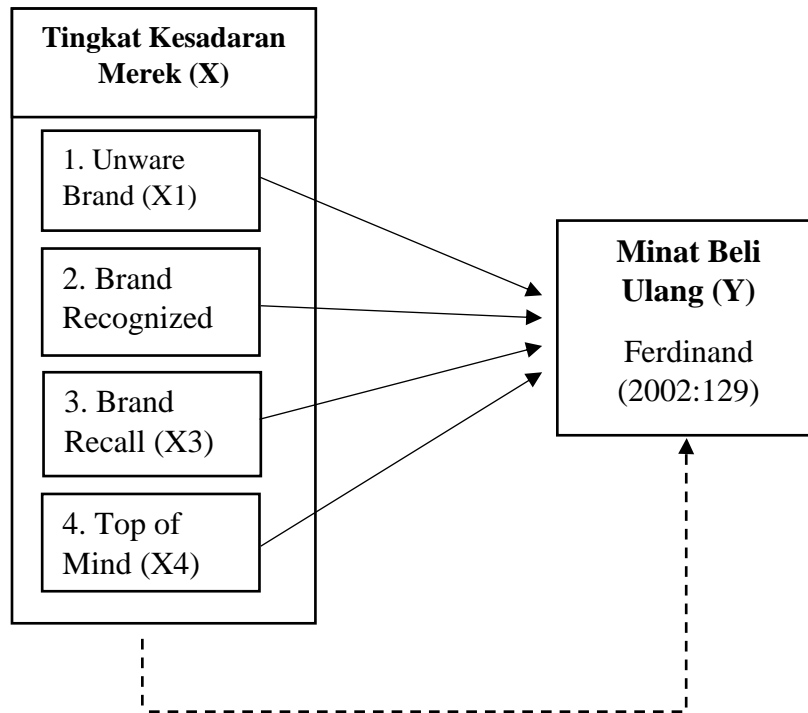 Tingkat Kesadaran
Merek (X)
1. Unware
Brand (X1)
2. Brand
Recognized
3. Brand
Recall (X3)
4. Top of
Mind (X4)
Minat Beli
Ulang (Y)
Ferdinand
(2002:129)